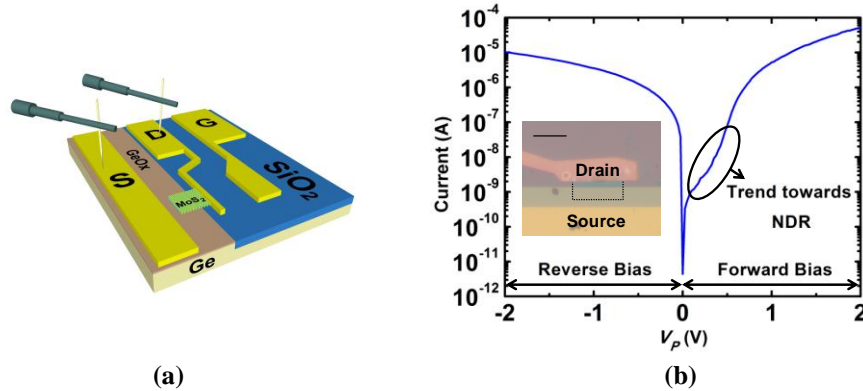 S
GeOx
D
G
SiO₂
MoS₂
Ge
(a)
Current (A)
10⁻⁴
10⁻⁵
10⁻⁶
10⁻⁷
10⁻⁸
10⁻⁹
10⁻¹⁰
10⁻¹¹
10⁻¹²
Drain
Source
Trend towards
NDR
Reverse Bias
Forward Bias
-2 -1 0 1 2
V_P (V)
(b)